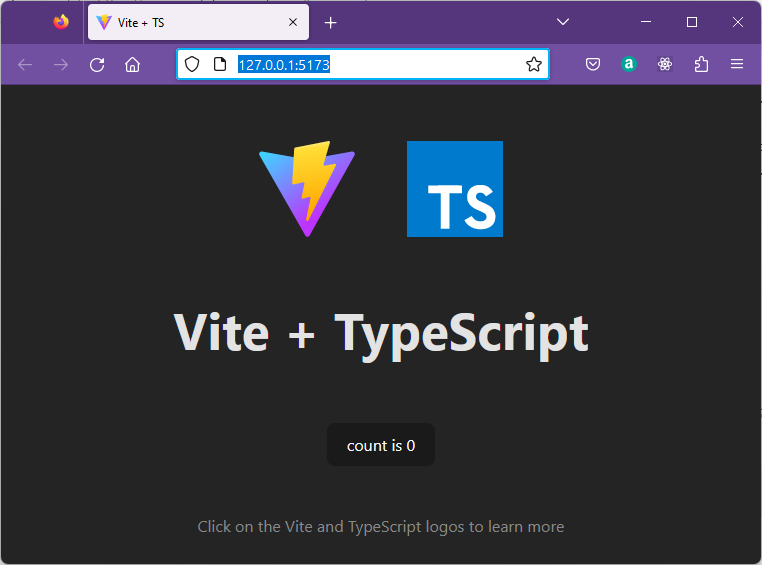 Vite + TS
127.0.0.1:5173
a
TS
Vite + TypeScript
count is 0
Click on the Vite and TypeScript logos to learn more